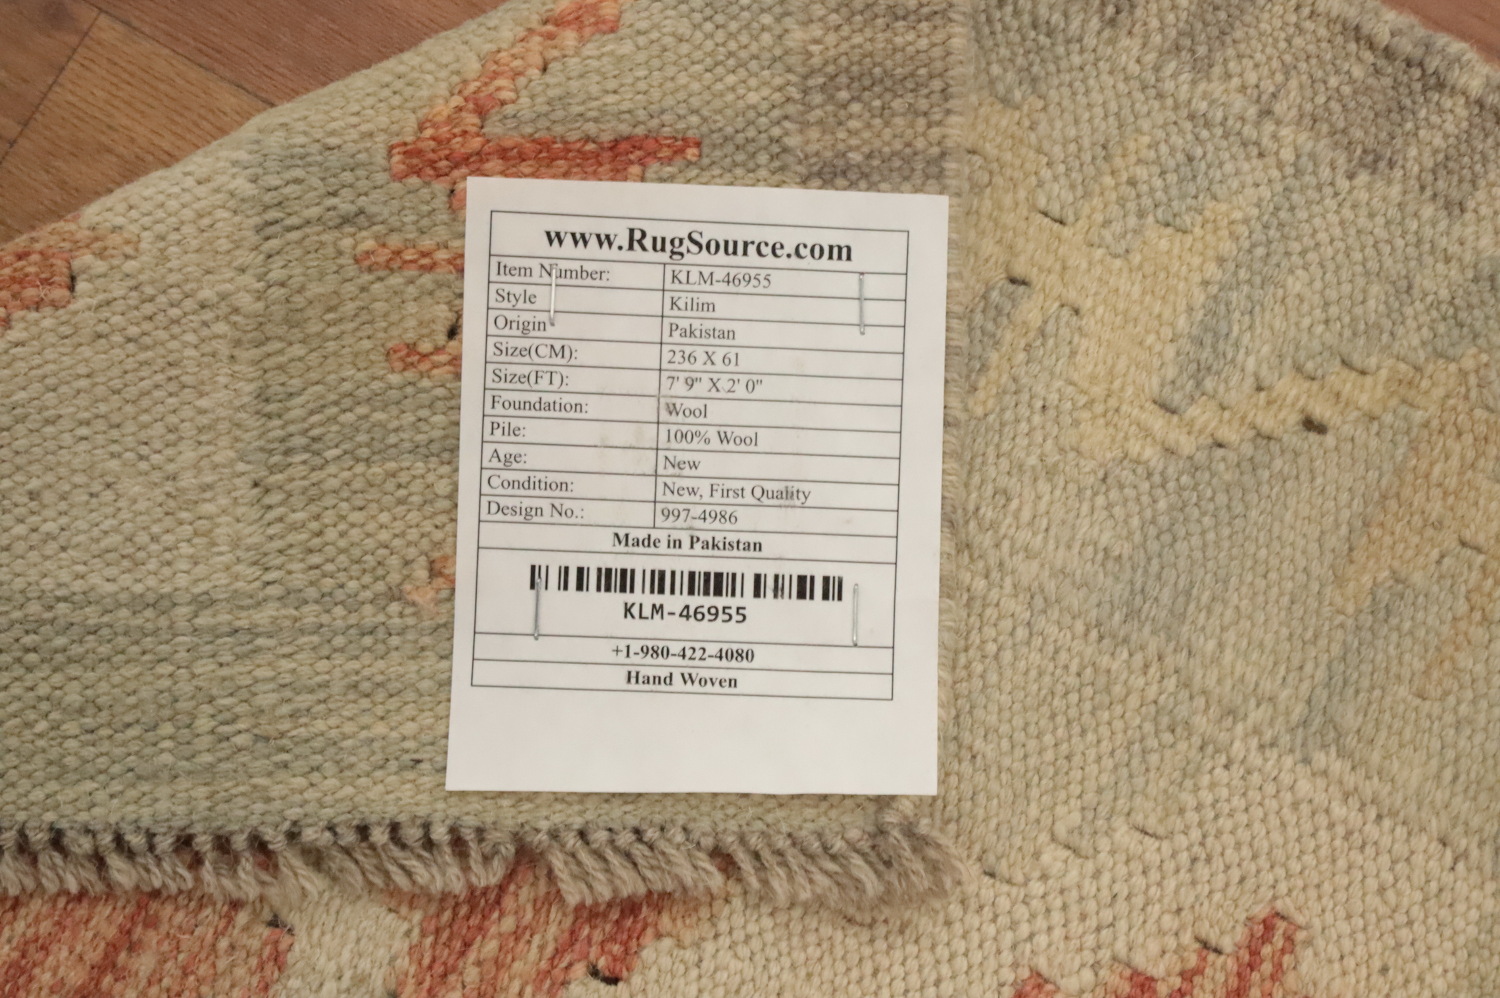 www.RugSource.com
Item Number: KLM-46955
Style Kilim
Origin Pakistan
Size(CM): 236 X 61
Size(FT): 7' 9" X 2' 0"
Foundation: Wool
Pile: 100% Wool
Age: New
Condition: New, First Quality
Design No.: 997-4986
Made in Pakistan
KLM-46955
+1-980-422-4080
Hand Woven